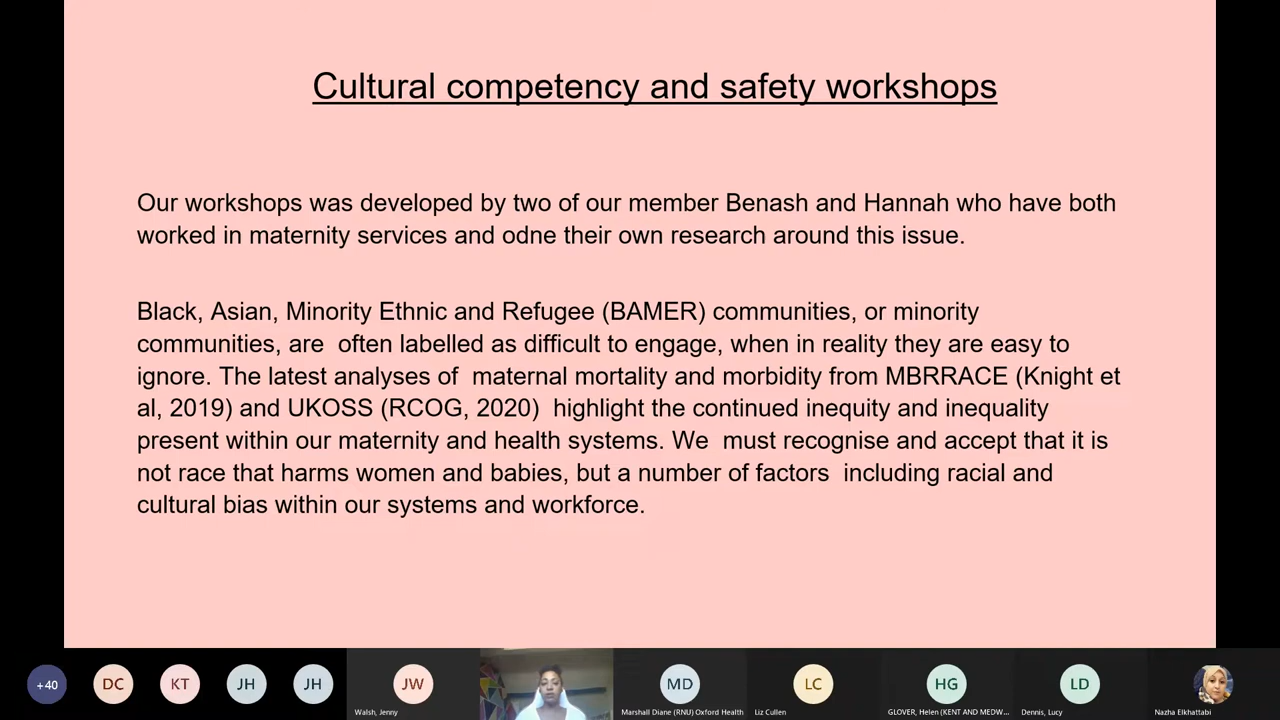 Cultural competency and safety workshops
Our workshops was developed by two of our member Benash and Hannah who have both
worked in maternity services and odne their own research around this issue.
Black, Asian, Minority Ethnic and Refugee (BAMER) communities, or minority
communities, are  often labelled as difficult to engage, when in reality they are easy to
ignore. The latest analyses of  maternal mortality and morbidity from MBRRACE (Knight et
al, 2019) and UKOSS (RCOG, 2020)  highlight the continued inequity and inequality
present within our maternity and health systems. We  must recognise and accept that it is
not race that harms women and babies, but a number of factors  including racial and
cultural bias within our systems and workforce.
+40 DC KT JH JH JW MD LC HG LD
Walsh, Jenny Marshall Diane (RNU) Oxford Health Liz Cullen GLOVER, Helen (KENT AND MEDW... Dennis, Lucy Nazha Elkhattabi